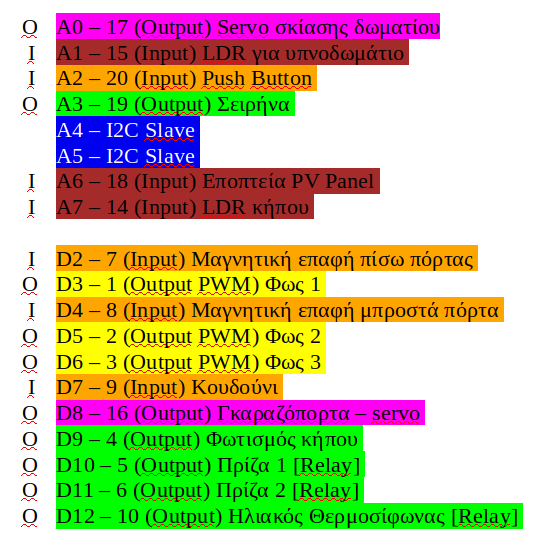 O A0 – 17 (Output) Servo σκίασης δωματίου
I A1 – 15 (Input) LDR για υπνοδωμάτιο
I A2 – 20 (Input) Push Button
O A3 – 19 (Output) Σειρήνα
A4 – I2C Slave
A5 – I2C Slave
I A6 – 18 (Input) Εποπτεία PV Panel
I A7 – 14 (Input) LDR κήπου
I D2 – 7 (Input) Μαγνητική επαφή πίσω πόρτας
O D3 – 1 (Output PWM) Φως 1
I D4 – 8 (Input) Μαγνητική επαφή μπροστά πόρτα
O D5 – 2 (Output PWM) Φως 2
O D6 – 3 (Output PWM) Φως 3
I D7 – 9 (Input) Κουδούνι
O D8 – 16 (Output) Γκαραζόπορτα – servo
O D9 – 4 (Output) Φωτισμός κήπου
O D10 – 5 (Output) Πρίζα 1 [Relay]
O D11 – 6 (Output) Πρίζα 2 [Relay]
O D12 – 10 (Output) Ηλιακός Θερμοσίφωνας [Relay]